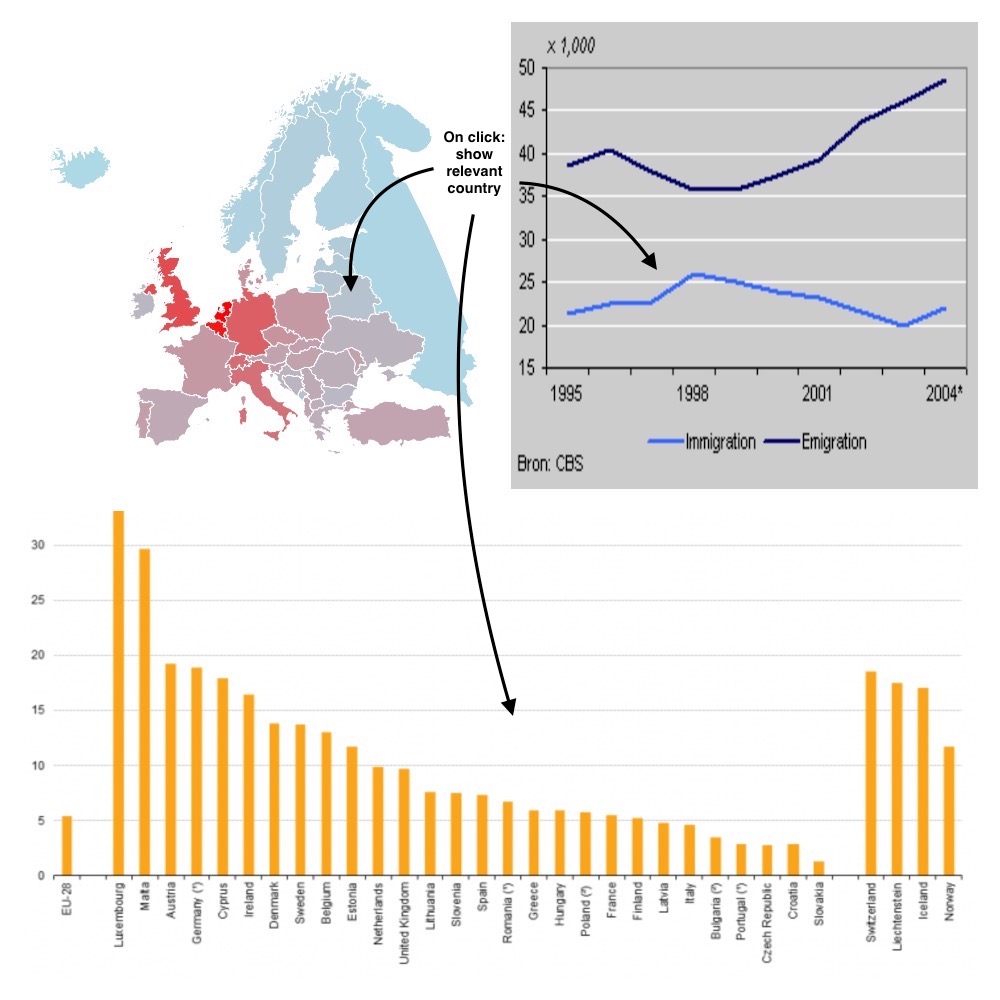 On click:
show
relevant
country
x 1,000
50
45
40
35
30
25
20
15
1995
1998
2001
2004*
Immigration
Emigration
Bron: CBS
30
25
20
15
10
5
0
EU-28
Luxembourg
Malta
Austria
Germany (¹)
Cyprus
Ireland
Denmark
Sweden
Belgium
Estonia
Netherlands
United Kingdom
Lithuania
Slovenia
Spain
Romania (¹)
Greece
Hungary
Poland (²)
France
Finland
Latvia
Italy
Bulgaria (²)
Portugal (¹)
Czech Republic
Croatia
Slovakia
Switzerland
Liechtenstein
Iceland
Norway